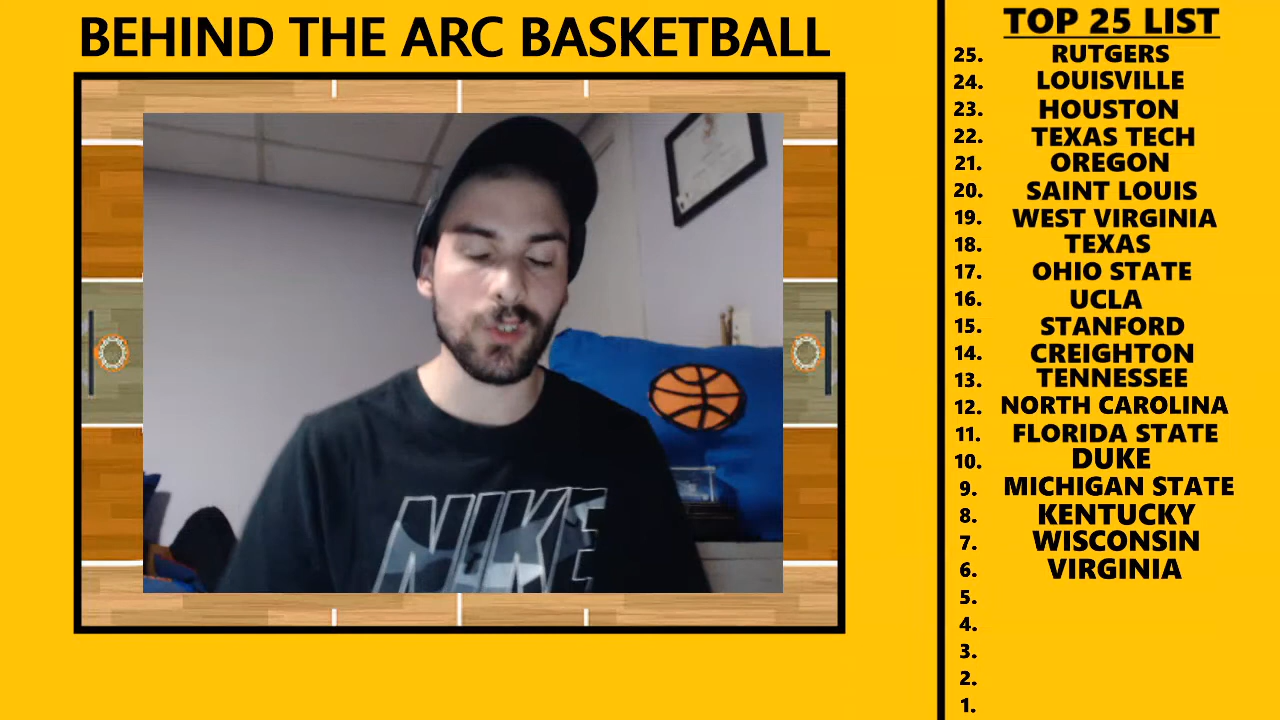 BEHIND THE ARC BASKETBALL
NIKE
TOP 25 LIST
25. RUTGERS
24. LOUISVILLE
23. HOUSTON
22. TEXAS TECH
21. OREGON
20. SAINT LOUIS
19. WEST VIRGINIA
18. TEXAS
17. OHIO STATE
16. UCLA
15. STANFORD
14. CREIGHTON
13. TENNESSEE
12. NORTH CAROLINA
11. FLORIDA STATE
10. DUKE
9. MICHIGAN STATE
8. KENTUCKY
7. WISCONSIN
6. VIRGINIA
5.
4.
3.
2.
1.